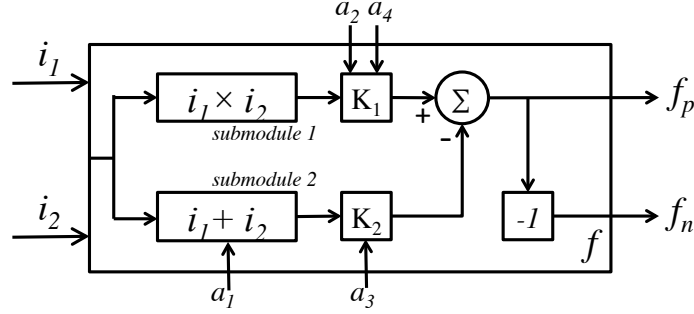 a₂ a₄
i₁
i₁ × i₂
K₁
+
Σ
-
fₚ
submodule 1
submodule 2
i₂
i₁ + i₂
K₂
-1
f
fₙ
a₁
a₃